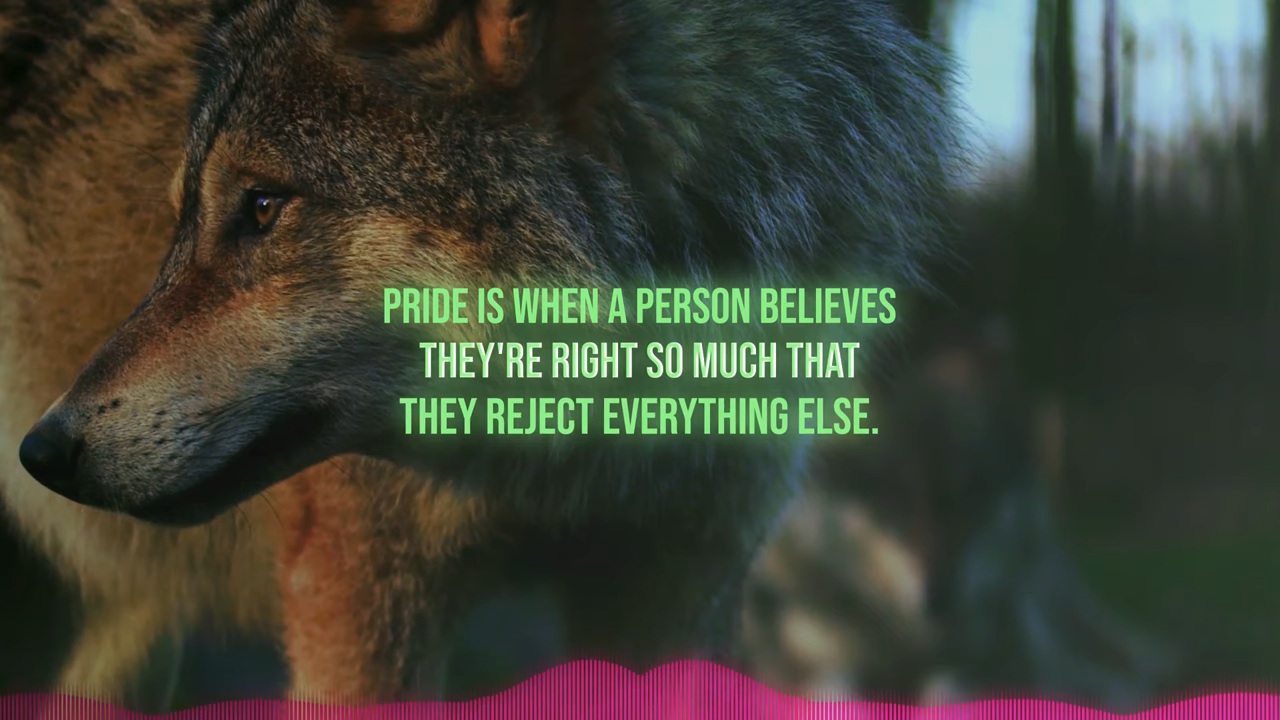 PRIDE IS WHEN A PERSON BELIEVES
THEY'RE RIGHT SO MUCH THAT
THEY REJECT EVERYTHING ELSE.